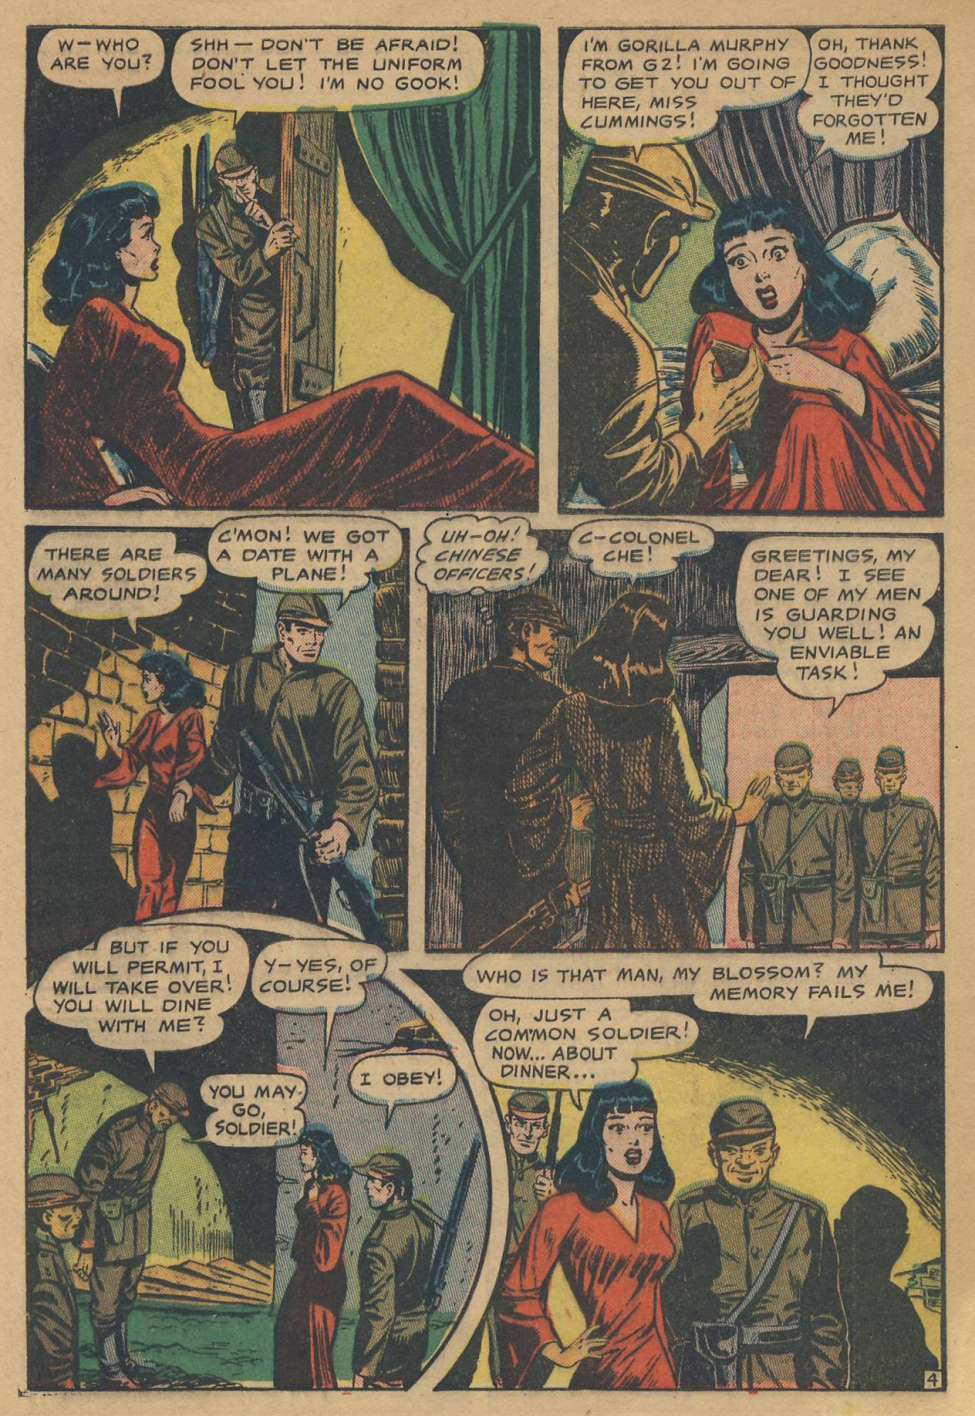 W-WHO
ARE YOU?
SHH - DON'T BE AFRAID!
DON'T LET THE UNIFORM
FOOL YOU! I'M NO GOOK!
I'M GORILLA MURPHY
FROM G2! I'M GOING
TO GET YOU OUT OF
HERE, MISS
CUMMINGS!
OH, THANK
GOODNESS!
I THOUGHT
THEY'D
FORGOTTEN
ME!
THERE ARE
MANY SOLDIERS
AROUND!
C'MON! WE GOT
A DATE WITH A
PLANE!
UH-OH!
CHINESE
OFFICERS!
C-COLONEL
CHE!
GREETINGS, MY
DEAR! I SEE
ONE OF MY MEN
IS GUARDING
YOU WELL! AN
ENVIABLE
TASK!
BUT IF YOU
WILL PERMIT, I
WILL TAKE OVER!
YOU WILL DINE
WITH ME?
Y-YES, OF
COURSE!
YOU MAY
GO,
SOLDIER!
I OBEY!
WHO IS THAT MAN, MY BLOSSOM? MY
MEMORY FAILS ME!
OH, JUST A
COMMON SOLDIER!
NOW... ABOUT
DINNER...
4